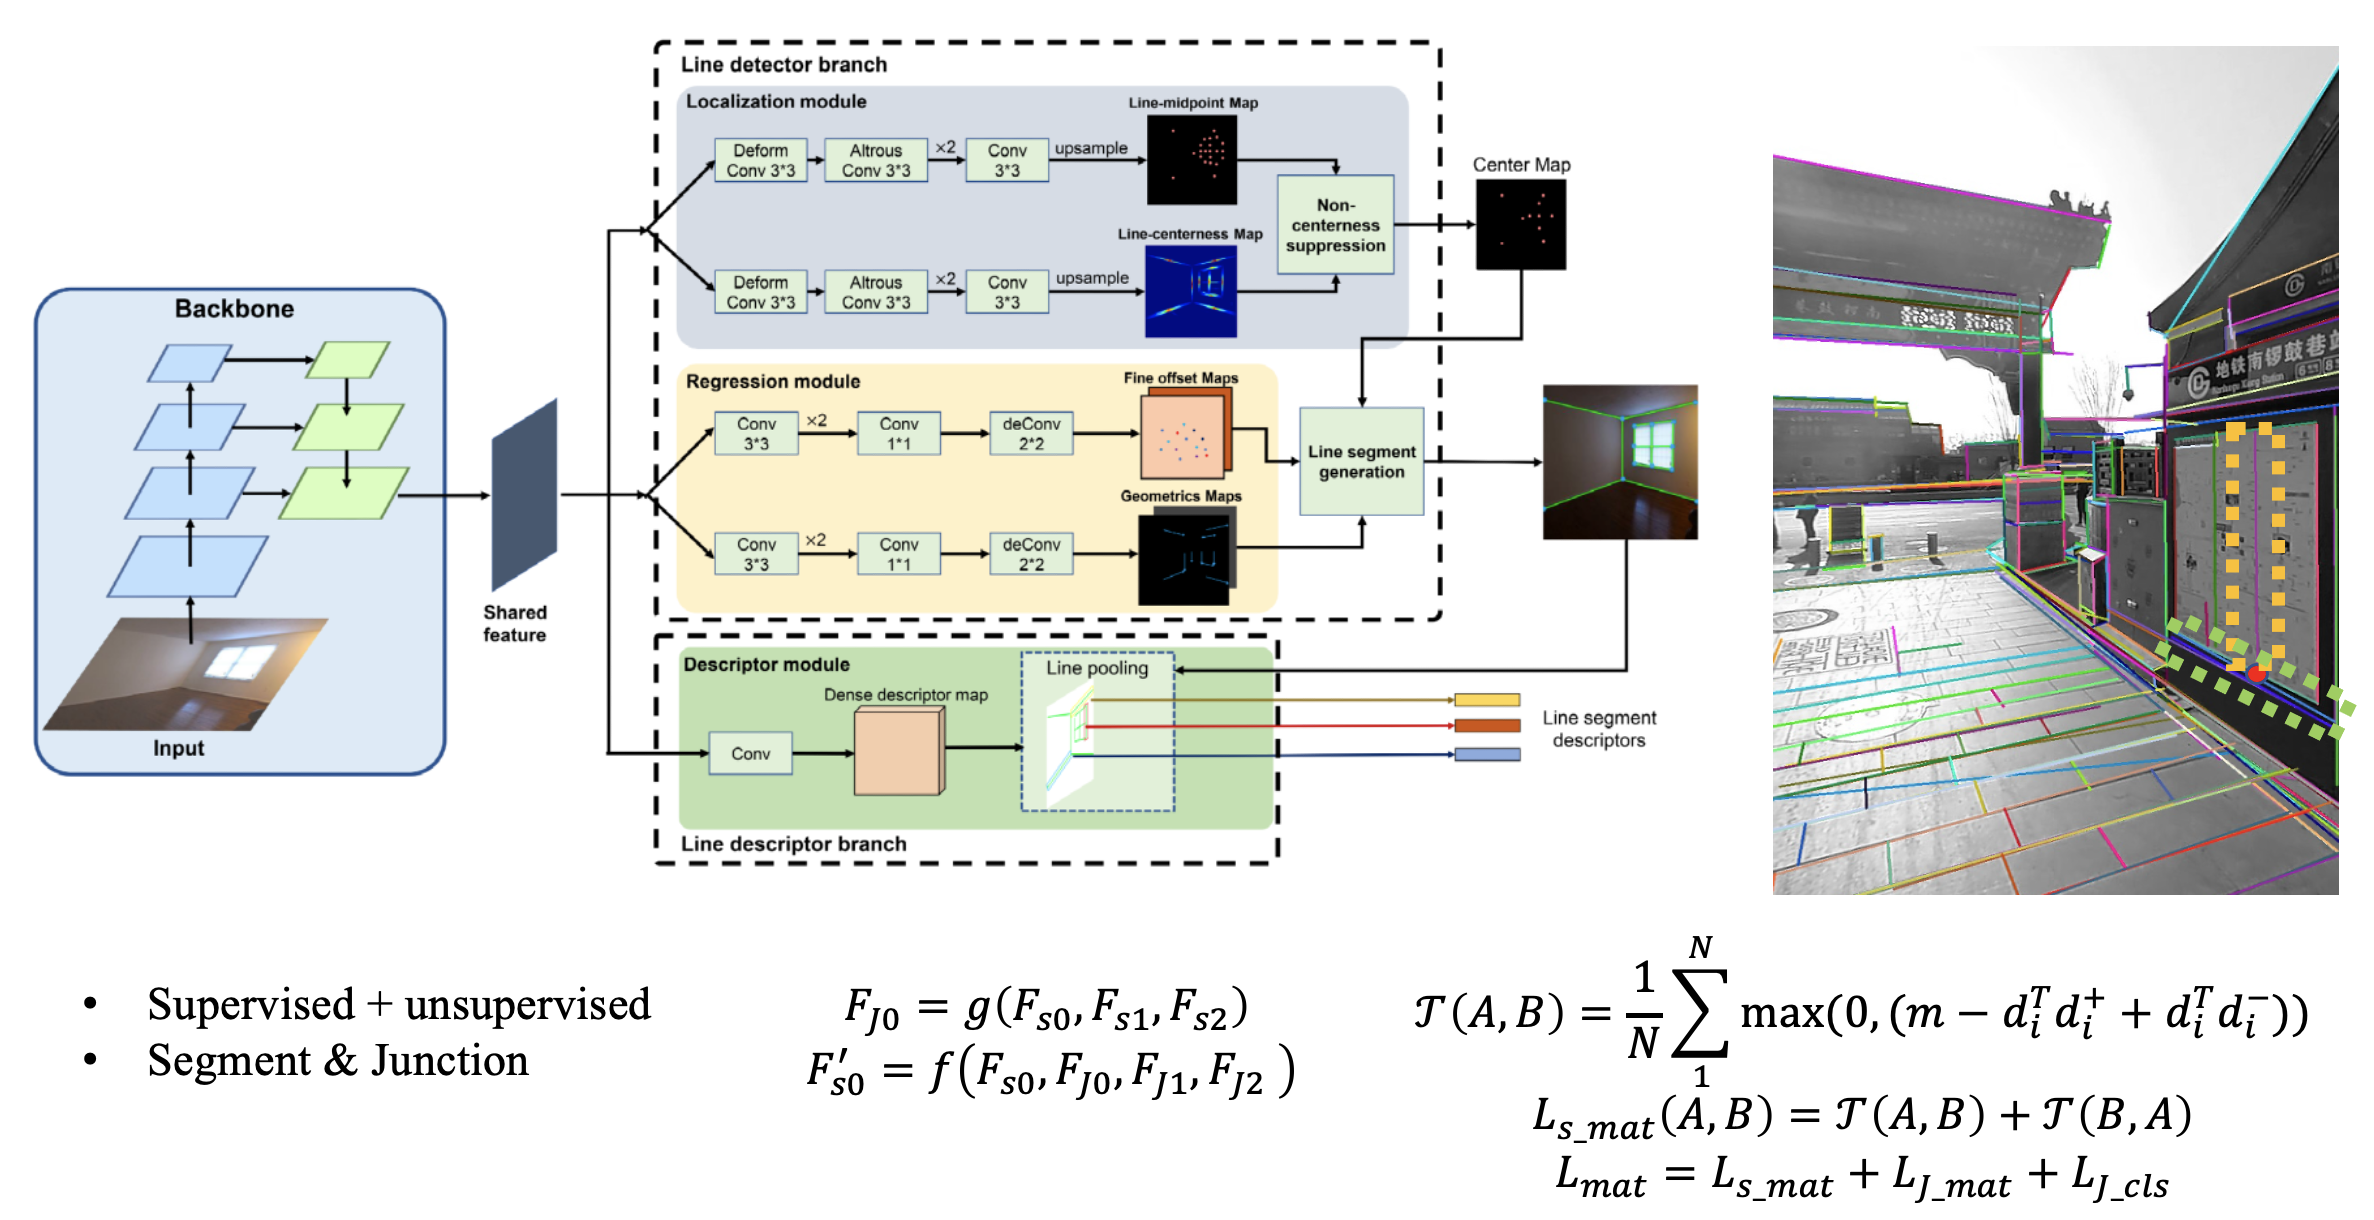 Backbone
Input
Shared
feature
Line detector branch
Localization module
Line-midpoint Map
Deform
Conv 3*3
Altrous
Conv 3*3
×2
Conv
3*3
upsample
Line-centerness Map
Deform
Conv 3*3
Altrous
Conv 3*3
×2
Conv
3*3
upsample
Non-
centerness
suppression
Center Map
Regression module
Fine offset Maps
Conv
3*3
×2
Conv
1*1
deConv
2*2
Geometrics Maps
Conv
3*3
×2
Conv
1*1
deConv
2*2
Line segment
generation
Descriptor module
Line pooling
Dense descriptor map
Conv
Line segment
descriptors
Line descriptor branch
地铁南锣鼓巷站
• Supervised + unsupervised
• Segment & Junction
F_{J0} = g(F_{s0}, F_{s1}, F_{s2})
F'_{s0} = f(F_{s0}, F_{J0}, F_{J1}, F_{J2})
𝒯(A, B) = \frac{1}{N} \sum_{1}^{N} max(0, (m − d_i^T d_i^+ + d_i^T d_i^-))
L_{s\_mat}(A, B) = 𝒯(A, B) + 𝒯(B, A)
L_{mat} = L_{s\_mat} + L_{J\_mat} + L_{J\_cls}